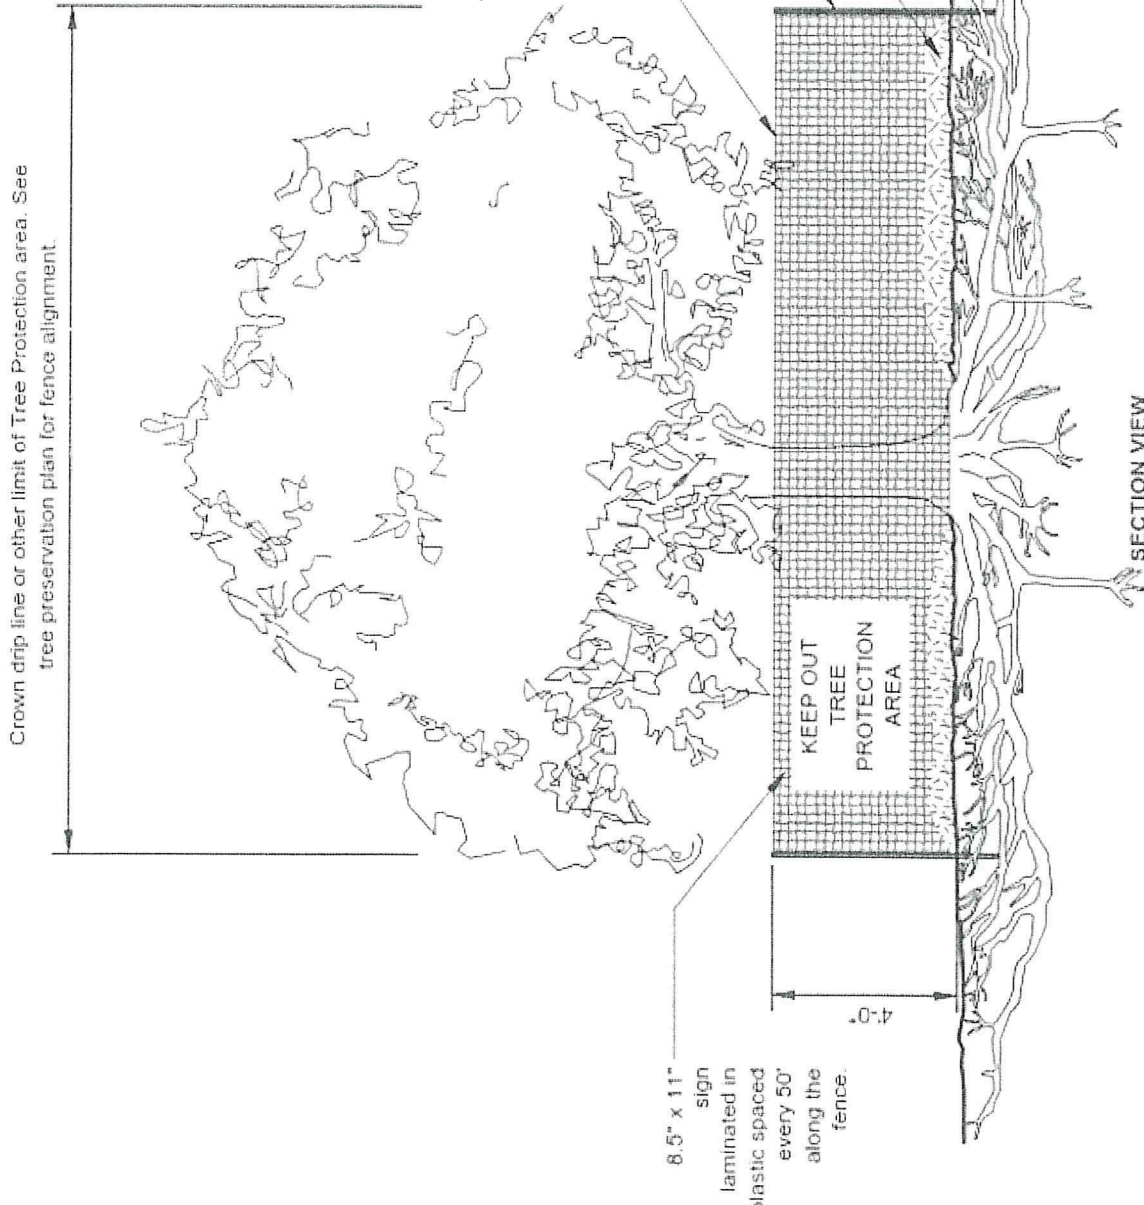 Crown drip line or other limit of Tree Protection area. See
tree preservation plan for fence alignment.
KEEP OUT
TREE
PROTECTION
AREA
4'-0"
8.5" x 11"
sign
laminated in
plastic spaced
every 50'
along the
fence.
SECTION VIEW